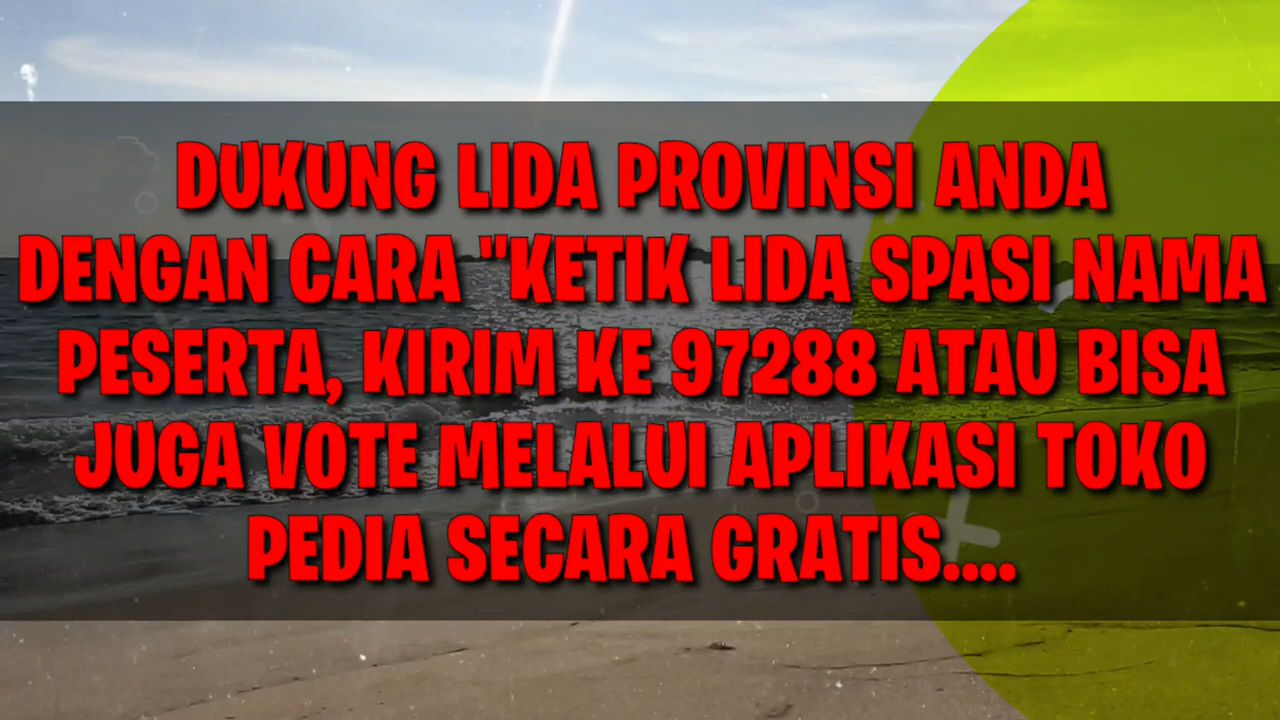 DUKUNG LIDA PROVINSI ANDA
DENGAN CARA "KETIK LIDA SPASI NAMA
PESERTA, KIRIM KE 97288 ATAU BISA
JUGA VOTE MELALUI APLIKASI TOKO
PEDIA SECARA GRATIS....